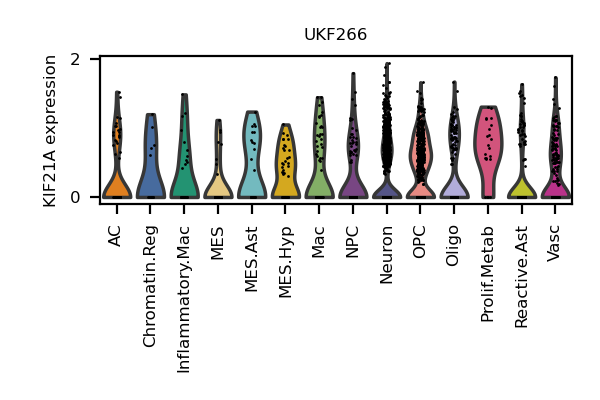 UKF266
KIF21A expression
2
0
AC
Chromatin.Reg
Inflammatory.Mac
MES
MES.Ast
MES.Hyp
Mac
NPC
Neuron
OPC
Oligo
Prolif.Metab
Reactive.Ast
Vasc